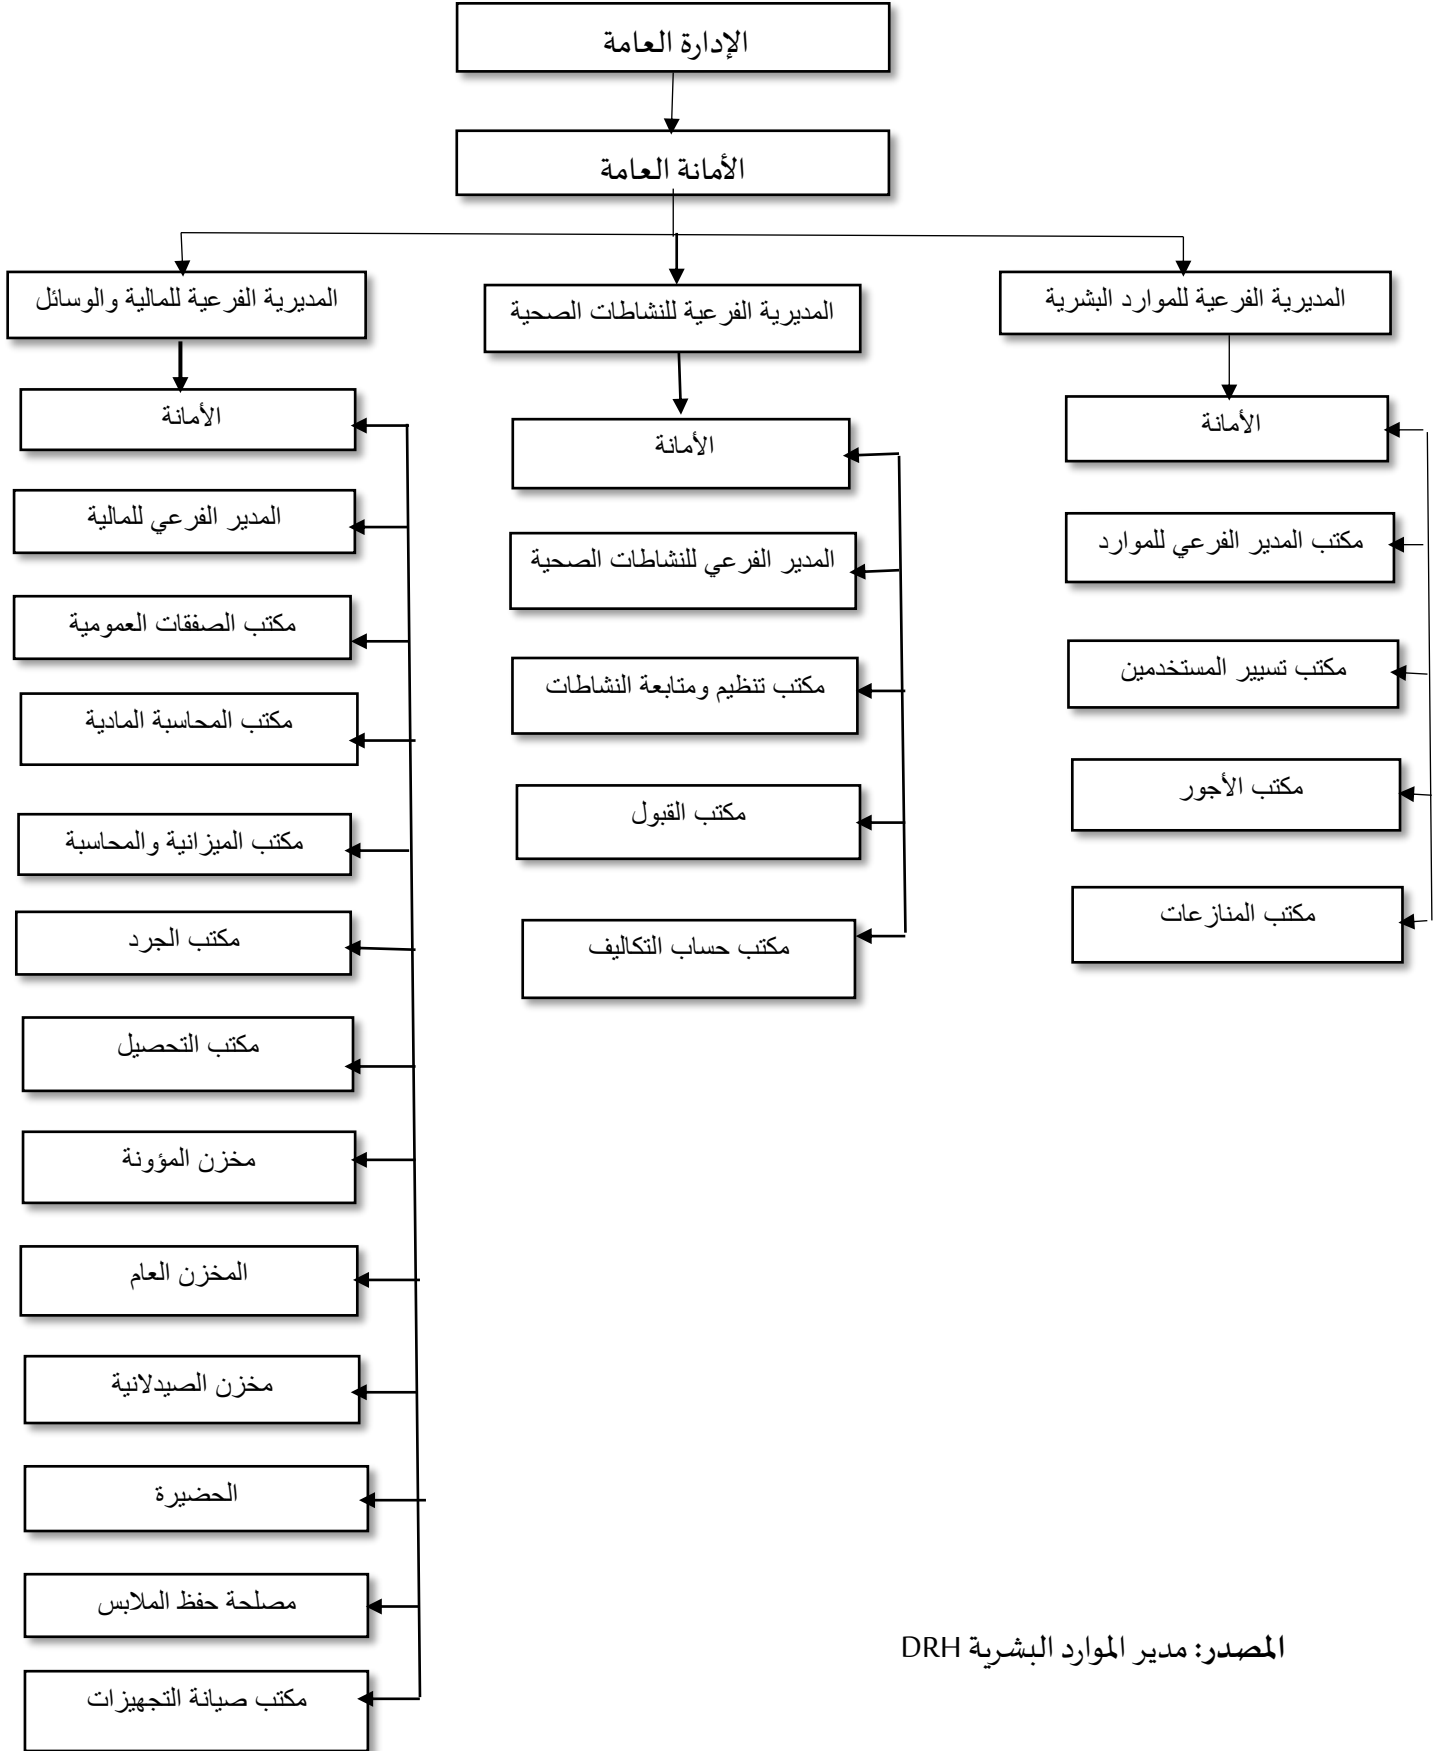 الإدارة العامة
الأمانة العامة
المديرية الفرعية للموارد البشرية
الأمانة
مكتب المدير الفرعي للموارد
مكتب تسيير المستخدمين
مكتب الأجور
مكتب المنازعات
المديرية الفرعية للنشاطات الصحية
الأمانة
المدير الفرعي للنشاطات الصحية
مكتب تنظيم ومتابعة النشاطات
مكتب القبول
مكتب حساب التكاليف
المديرية الفرعية للمالية والوسائل
الأمانة
المدير الفرعي للمالية
مكتب الصفقات العمومية
مكتب المحاسبة المادية
مكتب الميزانية والمحاسبة
مكتب الجرد
مكتب التحصيل
مخزن المؤونة
المخزن العام
مخزن الصيدلانية
الحضيرة
مصلحة حفظ الملابس
مكتب صيانة التجهيزات
المصدر: مدير الموارد البشرية DRH